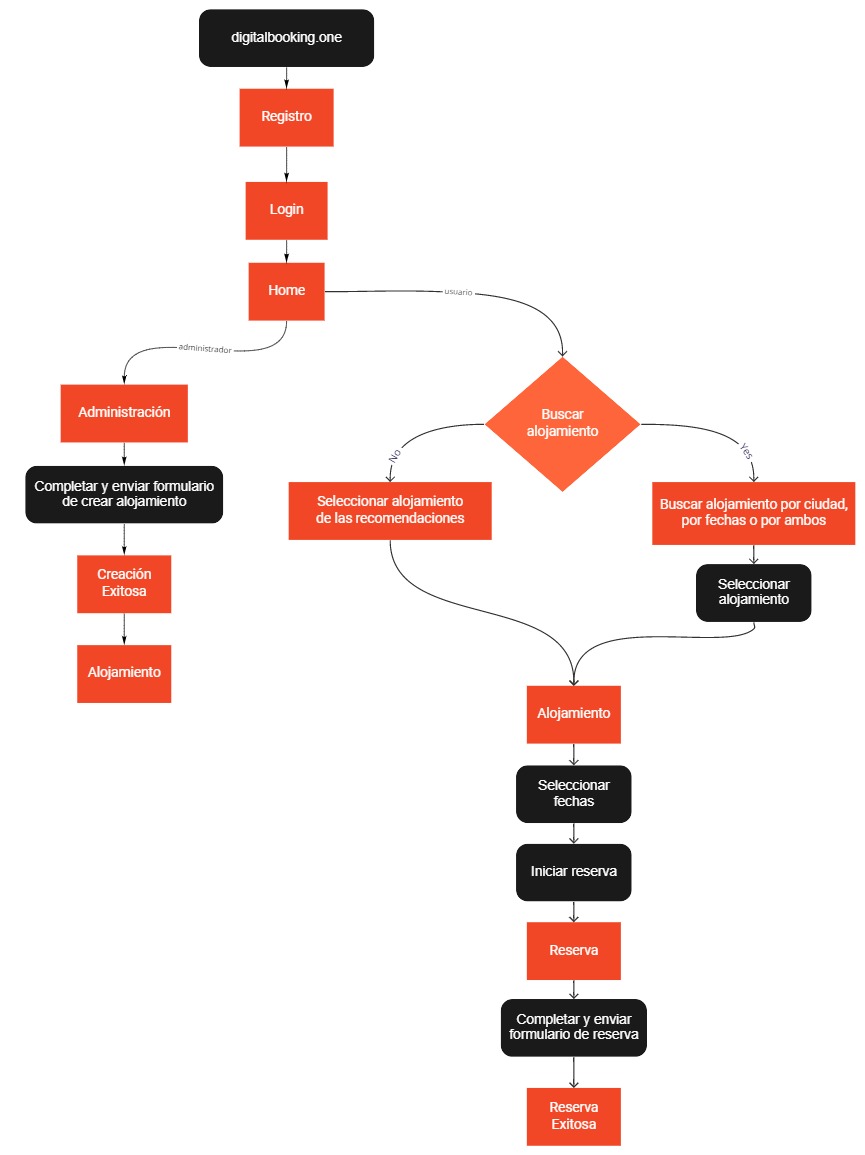 digitalbooking.one
Registro
Login
Home
usuario
administrador
Administración
Completar y enviar formulario
de crear alojamiento
Creación
Exitosa
Alojamiento
Buscar
alojamiento
No
Yes
Seleccionar alojamiento
de las recomendaciones
Buscar alojamiento por ciudad,
por fechas o por ambos
Seleccionar
alojamiento
Alojamiento
Seleccionar
fechas
Iniciar reserva
Reserva
Completar y enviar
formulario de reserva
Reserva
Exitosa